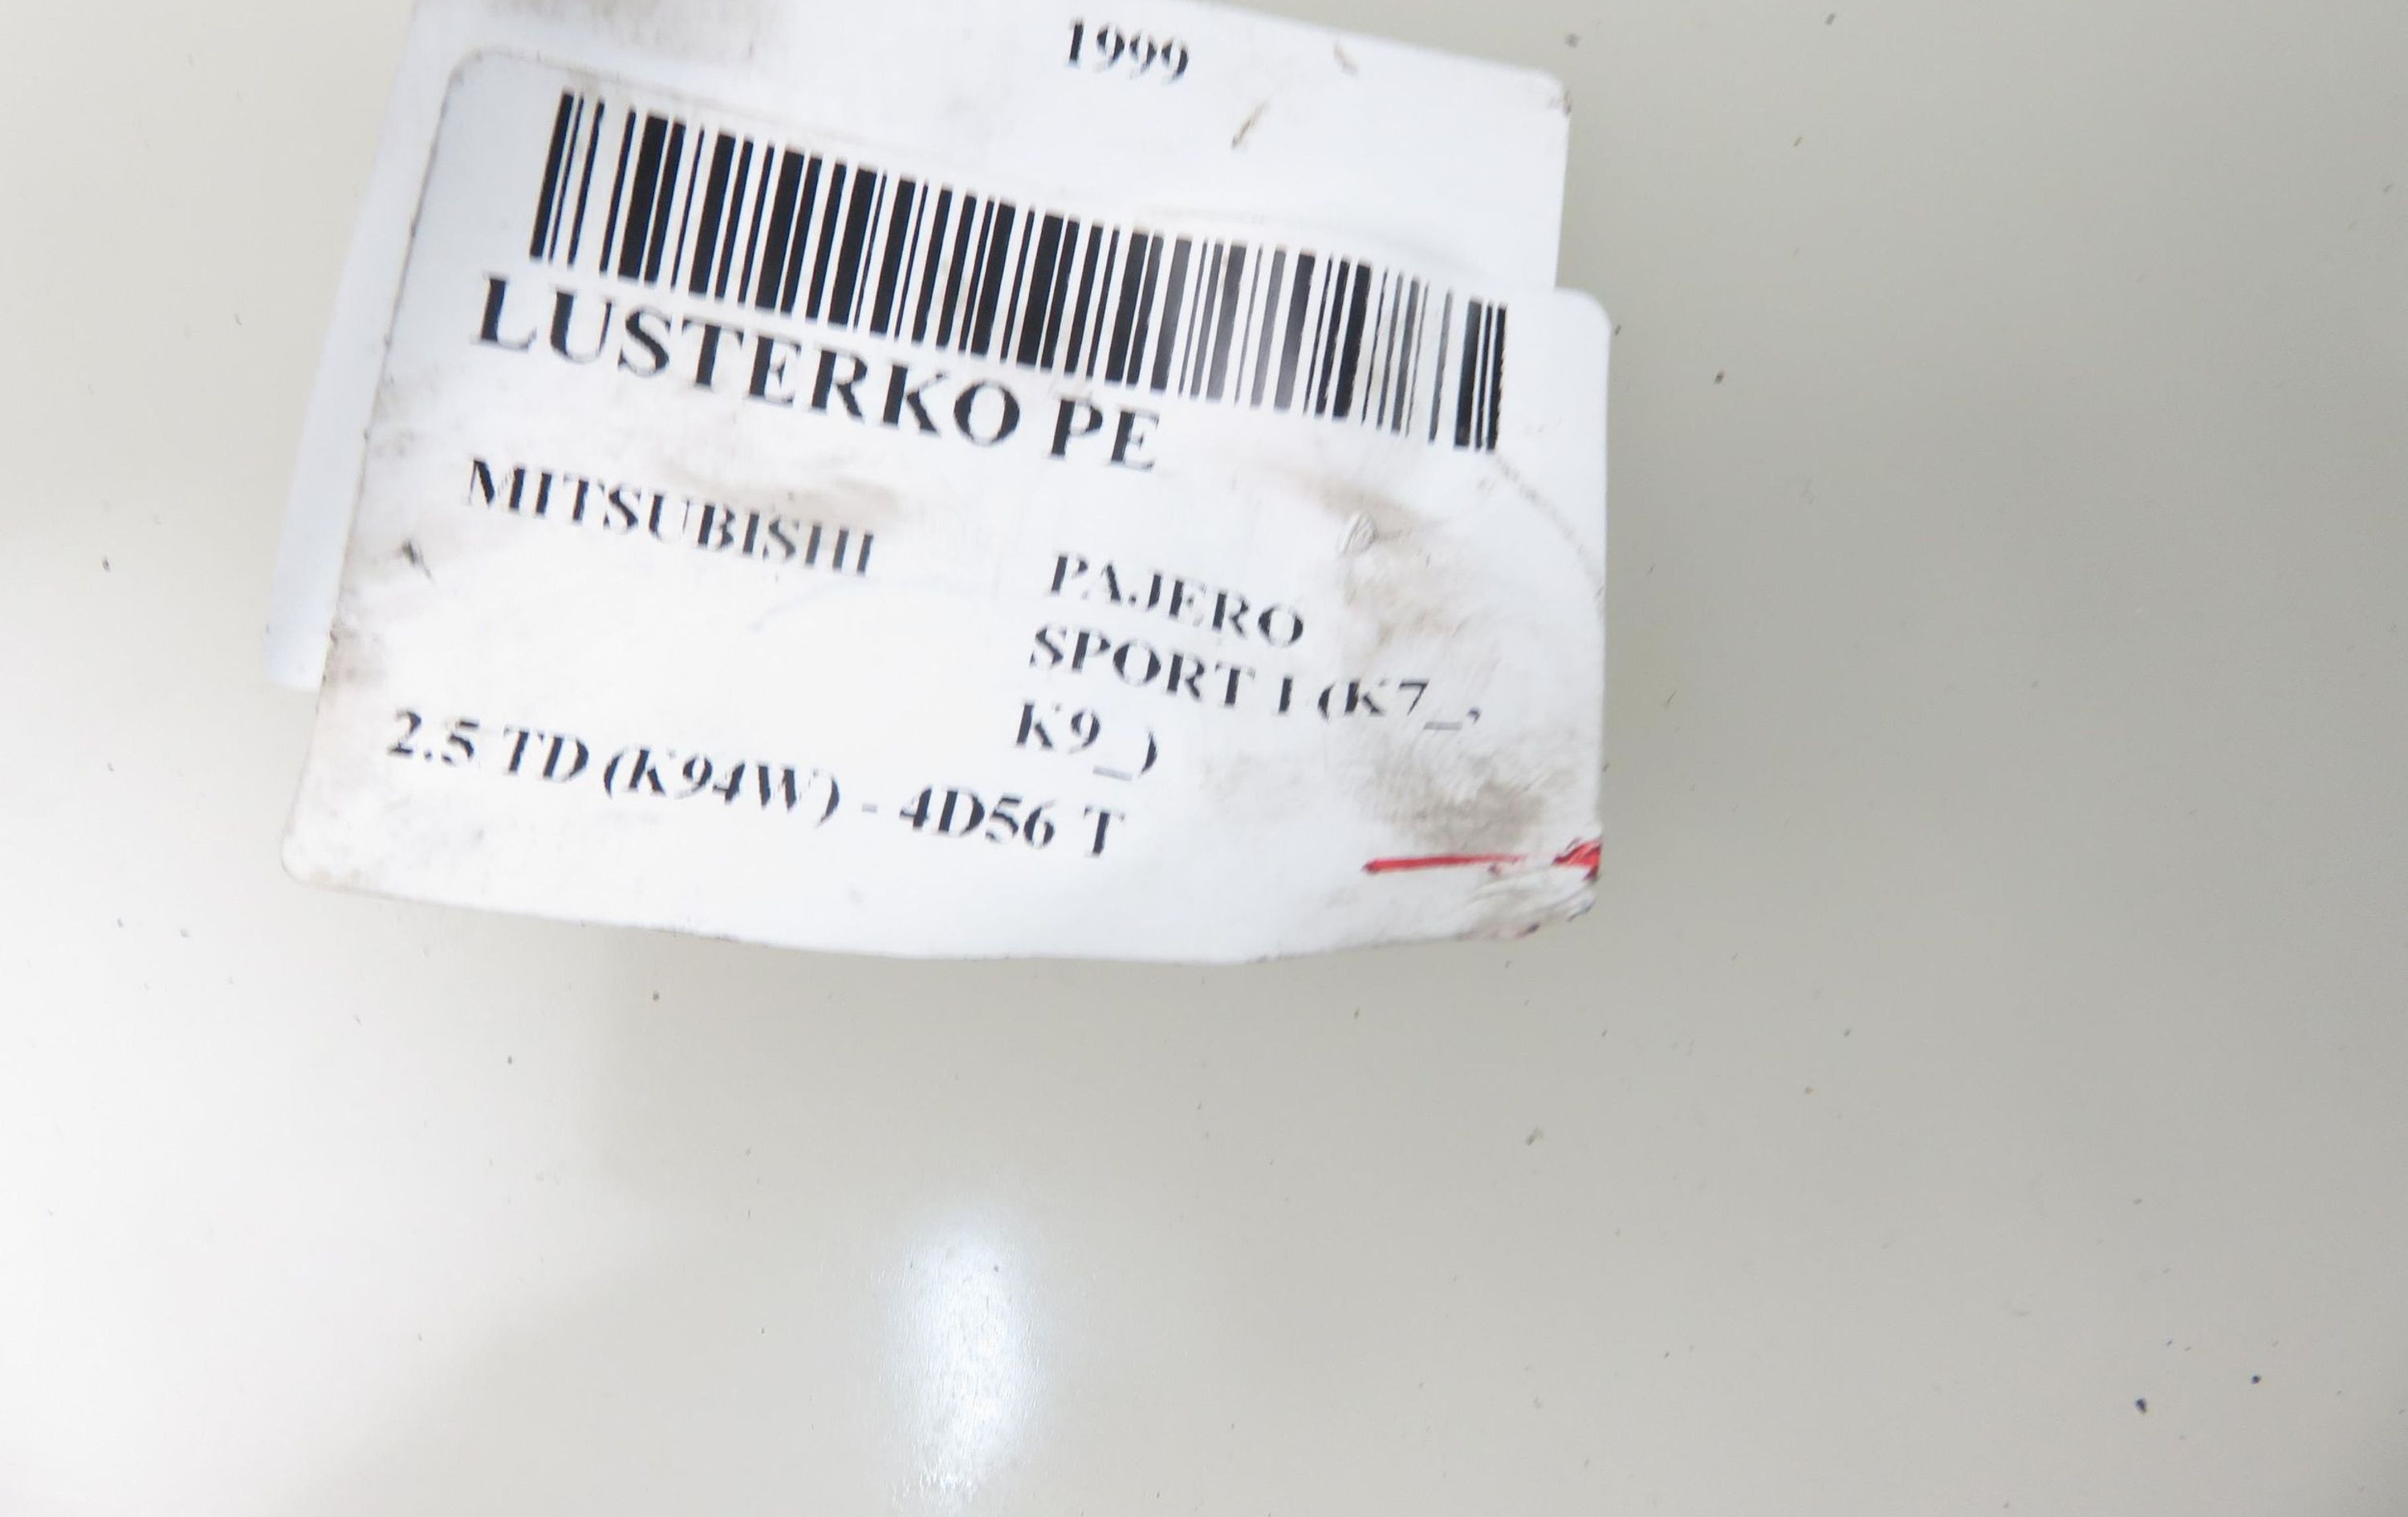 1999
LUSTERKO PE
MITSUBISHI
PAJERO
SPORT I (K7_,
K9_)
2.5 TD (K94W) - 4D56 T